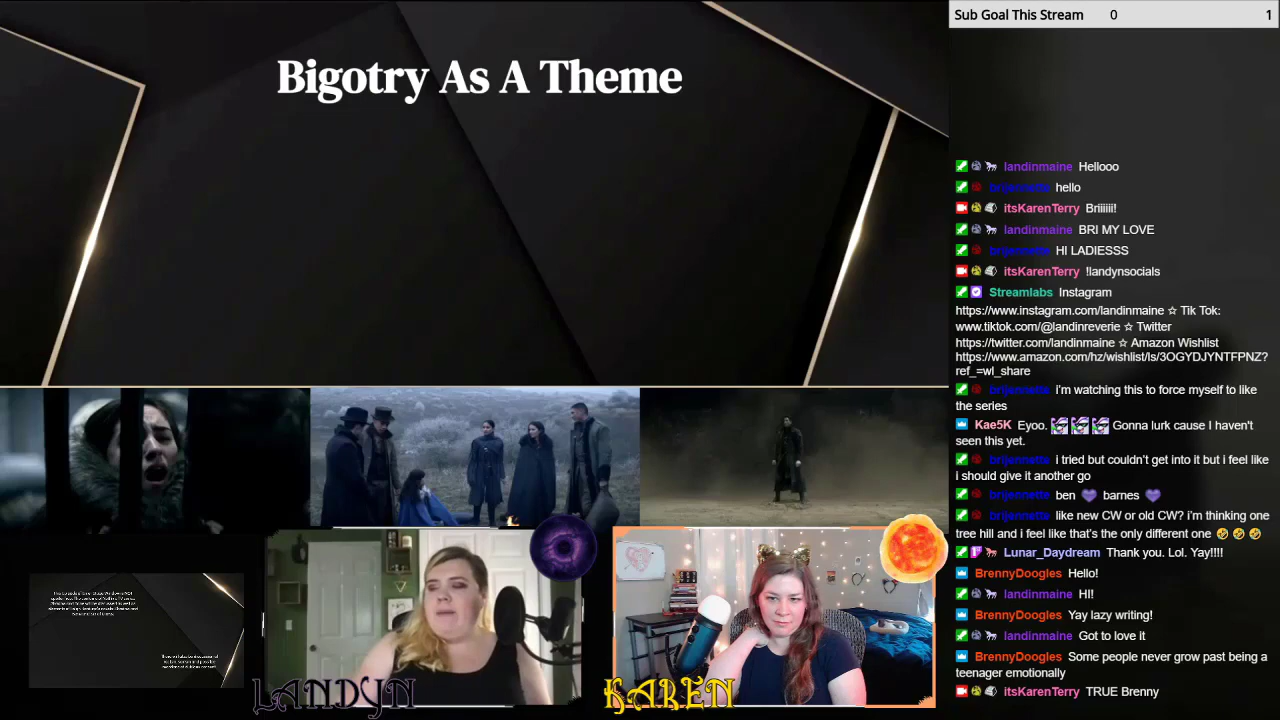 Bigotry As A Theme
Sub Goal This Stream 0 1
landinmaine Hellooo
brijennette hello
itsKarenTerry Briiiiii!
landinmaine BRI MY LOVE
brijennette HI LADIESSS
itsKarenTerry !landynsocials
Streamlabs Instagram
https://www.instagram.com/landinmaine ☆ Tik Tok:
www.tiktok.com/@landinreverie ☆ Twitter
https://twitter.com/landinmaine ☆ Amazon Wishlist
https://www.amazon.com/hz/wishlist/ls/3OGYDJYNTFPNZ?
ref_=wl_share
brijennette i'm watching this to force myself to like
the series
Kae5K Eyoo. Gonna lurk cause I haven't
seen this yet.
brijennette i tried but couldn't get into it but i feel like
i should give it another go
brijennette ben 💜 barnes 💜
brijennette like new CW or old CW? i'm thinking one
tree hill and i feel like that's the only different one 🤣 🤣 🤣
Lunar_Daydream Thank you. Lol. Yay!!!!
BrennyDoogles Hello!
landinmaine HI!
BrennyDoogles Yay lazy writing!
landinmaine Got to love it
BrennyDoogles Some people never grow past being a
teenager emotionally
itsKarenTerry TRUE Brenny
LANDYN
KAREN